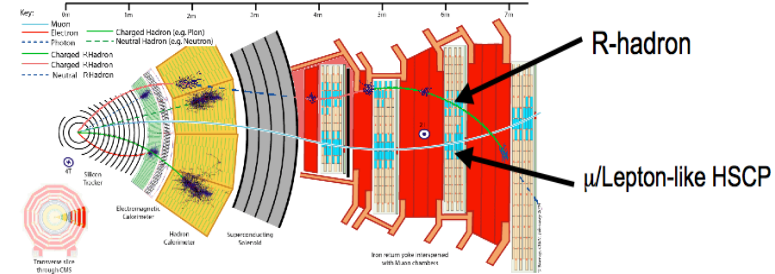 0m 1m 2m 3m 4m 5m 6m 7m
Key:
Muon
Electron
Photon
Charged R-Hadron
Charged R-Hadron
Neutral R-Hadron
Charged Hadron (e.g. Pion)
Neutral Hadron (e.g. Neutron)
R-hadron
μ/Lepton-like HSCP
4T
2T
Silicon
Tracker
Electromagnetic
Calorimeter
Hadron
Calorimeter
Superconducting
Solenoid
Iron return yoke interspersed
with Muon chambers
Transverse slice
through CMS